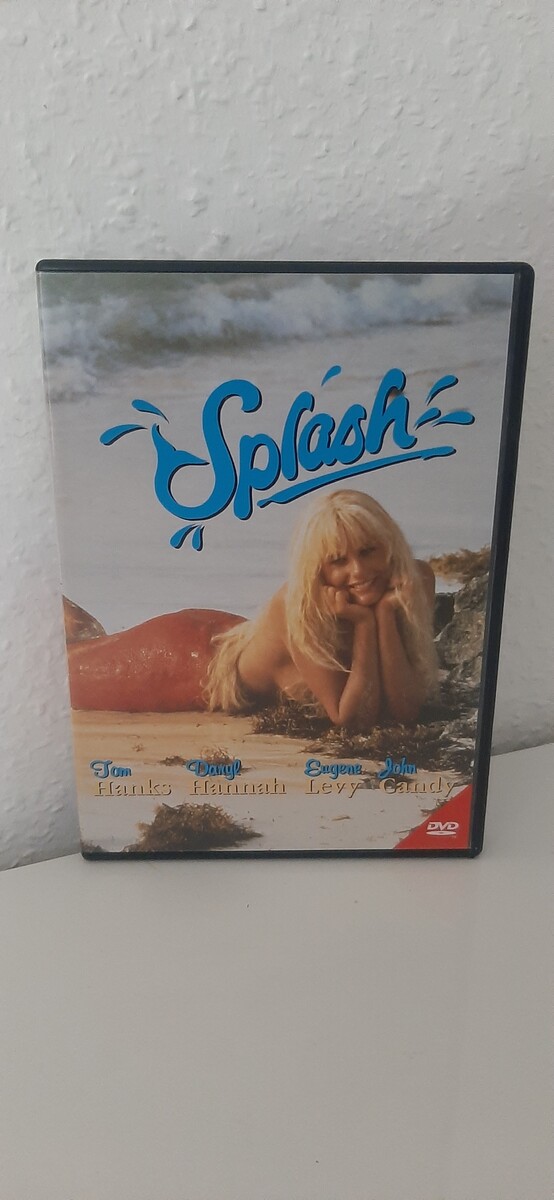 Splash
Tom Daryl Eugene John
Hanks Hannah Levy Candy
DVD